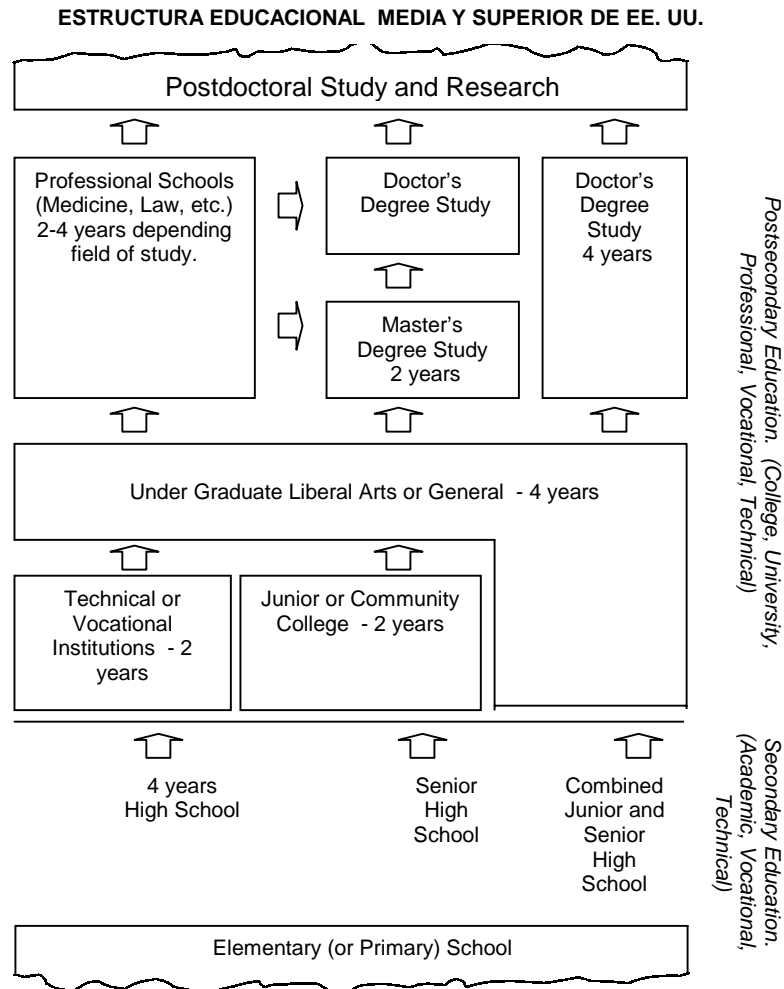 ESTRUCTURA EDUCACIONAL MEDIA Y SUPERIOR DE EE. UU.
Postdoctoral Study and Research
Professional Schools
(Medicine, Law, etc.)
2-4 years depending
field of study.
Doctor's
Degree Study
Doctor's
Degree
Study
4 years
Master's
Degree Study
2 years
Under Graduate Liberal Arts or General - 4 years
Technical or
Vocational
Institutions - 2
years
Junior or Community
College - 2 years
Postsecondary Education. (College, University,
Professional, Vocational, Technical)
4 years
High School
Senior
High
School
Combined
Junior and
Senior
High
School
Secondary Education.
(Academic, Vocational,
Technical)
Elementary (or Primary) School